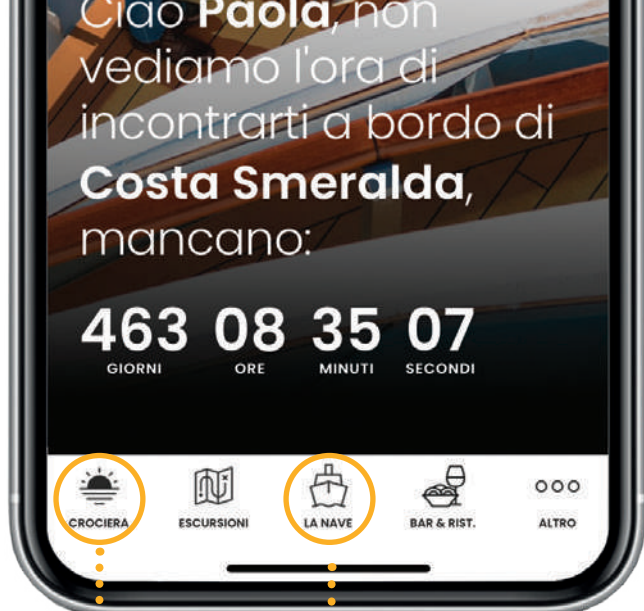 Ciao Paola, non
vediamo l'ora di
incontrarti a bordo di
Costa Smeralda,
mancano:
463 08 35 07
GIORNI ORE MINUTI SECONDI
CROCIERA ESCURSIONI LA NAVE BAR & RIST. ALTRO